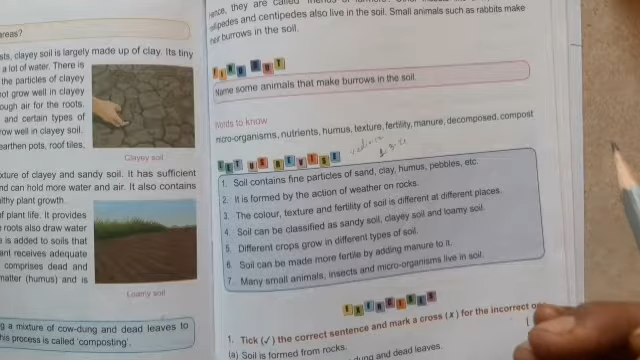 areas?
sts, clayey soil is largely made up of clay. Its tiny
a lot of water. There is
the particles of clayey
not grow well in clayey
ough air for the roots.
and certain types of
row well in clayey soil.
earthen pots, roof tiles,
Clayey soil
xture of clayey and sandy soil. It has sufficient
nd can hold more water and air. It also contains
lthy plant growth.
of plant life. It provides
roots also draw water
is added to soils that
ant receives adequate
comprises dead and
matter (humus) and is
Loamy soil
g a mixture of cow-dung and dead leaves to
his process is called 'composting'.
Hence, they are called
millipedes and centipedes also live in the soil. Small animals such as rabbits make
their burrows in the soil.
FIND OUT
Name some animals that make burrows in the soil.
Words to know
micro-organisms, nutrients, humus, texture, fertility, manure, decomposed, compost
LET US REVISE
1. Soil contains fine particles of sand, clay, humus, pebbles, etc.
2. It is formed by the action of weather on rocks.
3. The colour, texture and fertility of soil is different at different places.
4. Soil can be classified as sandy soil, clayey soil and loamy soil.
5. Different crops grow in different types of soil.
6. Soil can be made more fertile by adding manure to it.
7. Many small animals, insects and micro-organisms live in soil.
EXERCISES
1. Tick (✓) the correct sentence and mark a cross (x) for the incorrect
(a) Soil is formed from rocks.
dung and dead leaves.